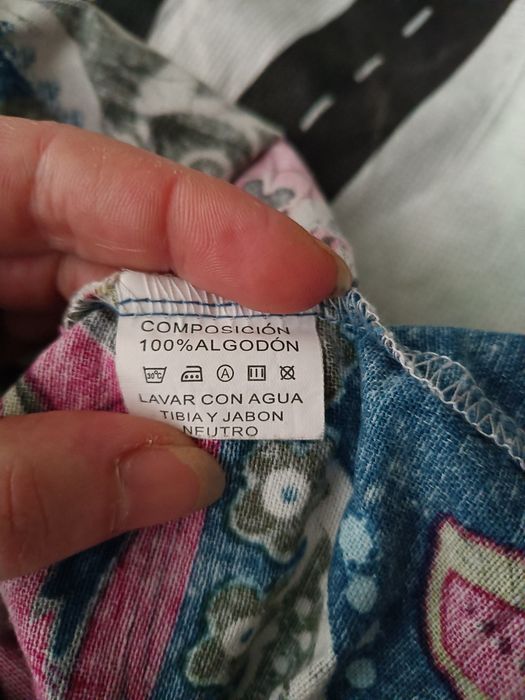 COMPOSICIÓN
100%ALGODÓN
30°C A
LAVAR CON AGUA
TIBIA Y JABON
NEUTRO